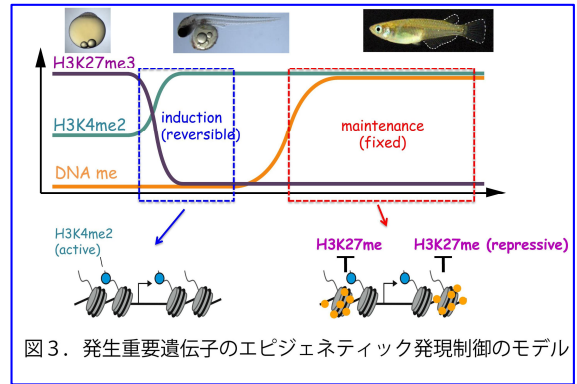 H3K27me3
H3K4me2
DNA me
induction
(reversible)
maintenance
(fixed)
H3K4me2
(active)
H3K27me
H3K27me (repressive)
図３．発生重要遺伝子のエピジェネティック発現制御のモデル